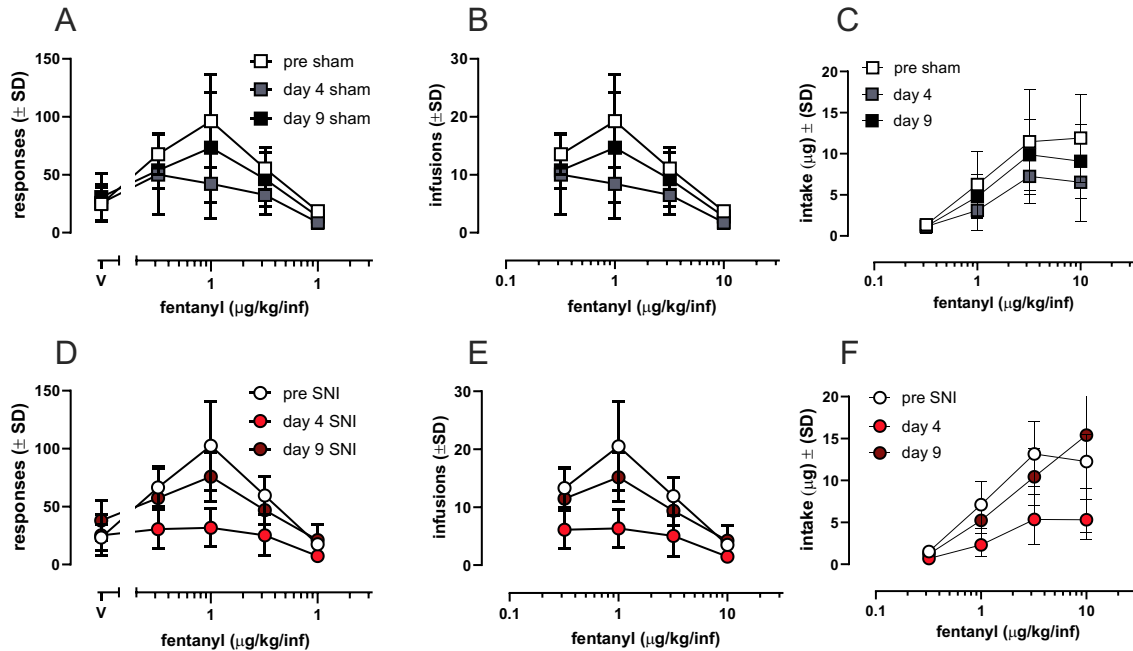 A
responses (± SD)
150
100
50
0
pre sham
day 4 sham
day 9 sham
V
1
1
fentanyl (µg/kg/inf)
B
infusions (±SD)
30
20
10
0
0.1
1
10
fentanyl (µg/kg/inf)
C
intake (µg) ± (SD)
20
15
10
5
0
pre sham
day 4
day 9
0.1
1
10
fentanyl (µg/kg/inf)
D
responses (± SD)
150
100
50
0
pre SNI
day 4 SNI
day 9 SNI
V
1
1
fentanyl (µg/kg/inf)
E
infusions (±SD)
30
20
10
0
0.1
1
10
fentanyl (µg/kg/inf)
F
intake (µg) ± (SD)
20
15
10
5
0
pre SNI
day 4
day 9
0.1
1
10
fentanyl (µg/kg/inf)